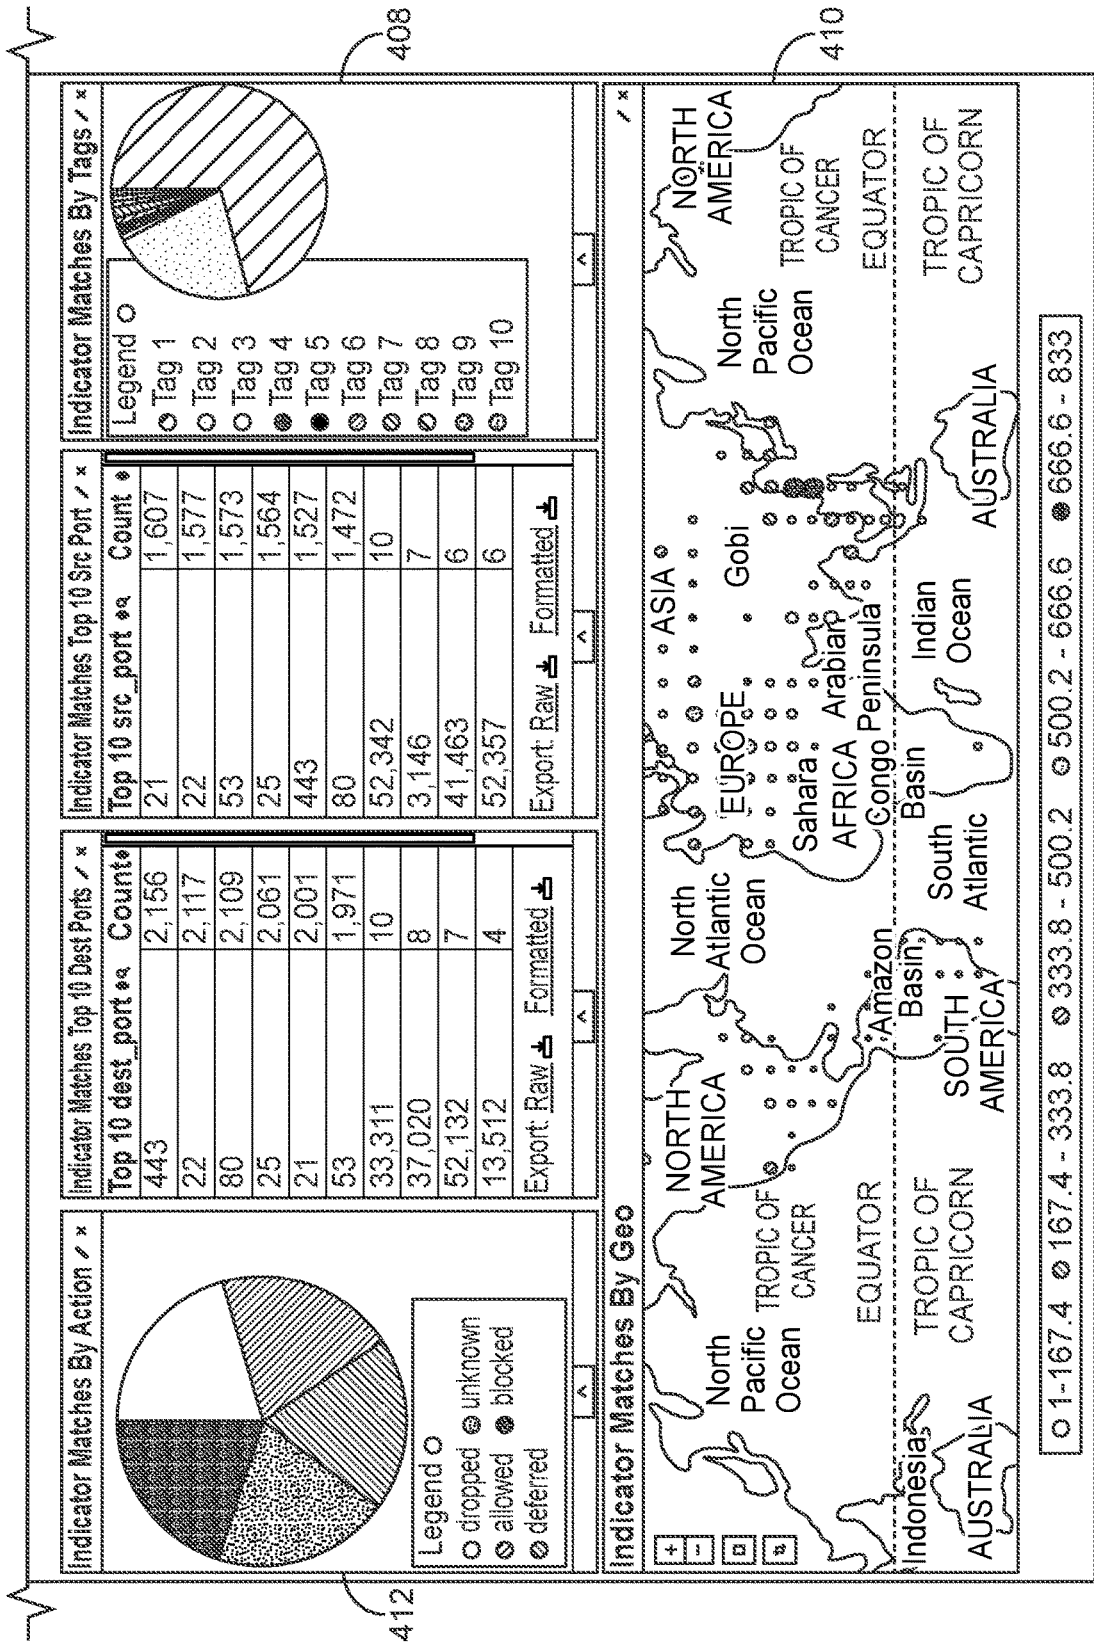 Indicator Matches By Action
Legend
dropped unknown
allowed blocked
deferred
412
Indicator Matches Top 10 Dest Ports
Top 10 dest_port Count
443 2,156
22 2,117
80 2,109
25 2,061
21 2,001
53 1,971
33,311 10
37,020 8
52,132 7
13,512 4
Export: Raw Formatted
Indicator Matches Top 10 Src Port
Top 10 src_port Count
21 1,607
22 1,577
53 1,573
25 1,564
443 1,527
80 1,472
52,342 10
3,146 7
41,463 6
52,357 6
Export: Raw Formatted
Indicator Matches By Tags
Legend
Tag 1
Tag 2
Tag 3
Tag 4
Tag 5
Tag 6
Tag 7
Tag 8
Tag 9
Tag 10
408
Indicator Matches By Geo
+
-
North
Pacific
Ocean
TROPIC OF
CANCER
EQUATOR
TROPIC OF
CAPRICORN
Indonesia
AUSTRALIA
NORTH
AMERICA
North
Atlantic
Ocean
Amazon
Basin
SOUTH
AMERICA
South
Atlantic
EUROPE
ASIA
Gobi
Sahara
AFRICA
Arabian
Peninsula
Congo
Basin
Indian
Ocean
AUSTRALIA
North
Pacific
Ocean
NORTH
AMERICA
TROPIC OF
CANCER
EQUATOR
TROPIC OF
CAPRICORN
410
1-167.4 167.4 - 333.8 333.8 - 500.2 500.2 - 666.6 666.6 - 833